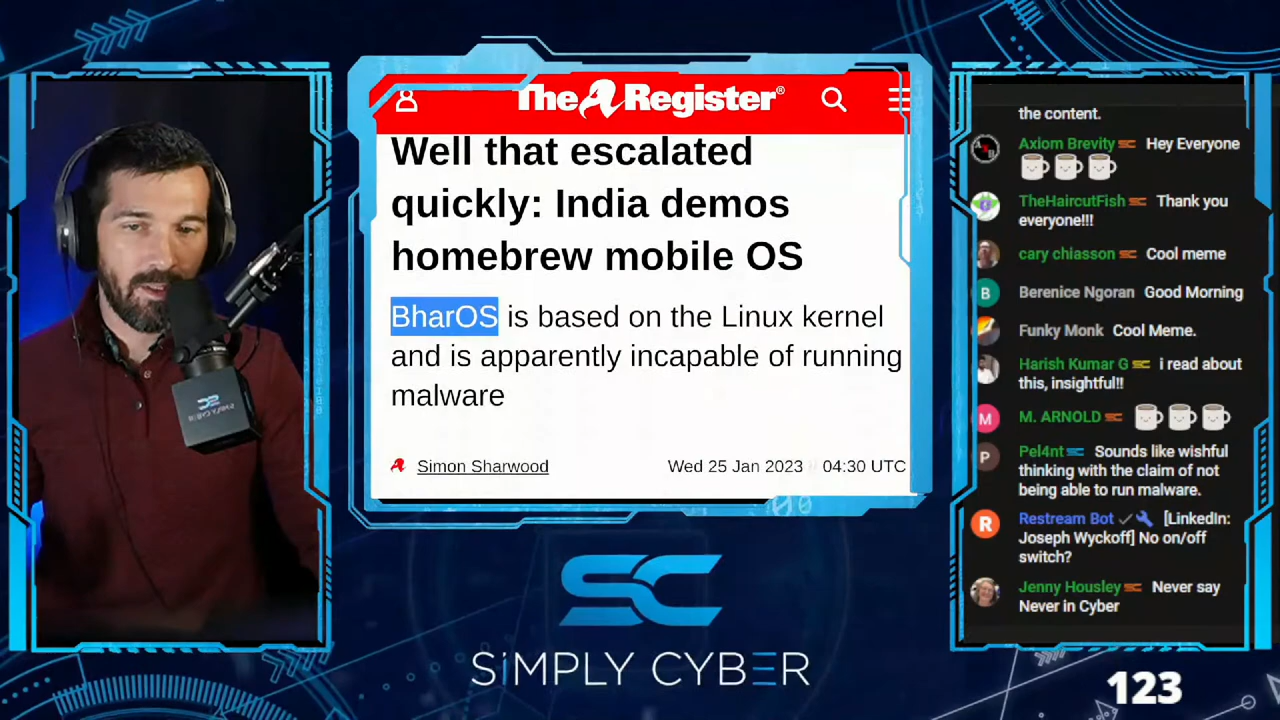 The Register®
Well that escalated
quickly: India demos
homebrew mobile OS
BharOS is based on the Linux kernel
and is apparently incapable of running
malware
Simon Sharwood
Wed 25 Jan 2023 04:30 UTC
SC
SiMPLY CYBER
SiMPLY CYBER
the content.
Axiom Brevity Hey Everyone
TheHaircutFish Thank you
everyone!!!
cary chiasson Cool meme
B
Berenice Ngoran Good Morning
Funky Monk Cool Meme.
Harish Kumar G i read about
this, insightful!!
M
M. ARNOLD
P
Pel4nt Sounds like wishful
thinking with the claim of not
being able to run malware.
R
Restream Bot [LinkedIn:
Joseph Wyckoff] No on/off
switch?
Jenny Housley Never say
Never in Cyber
123